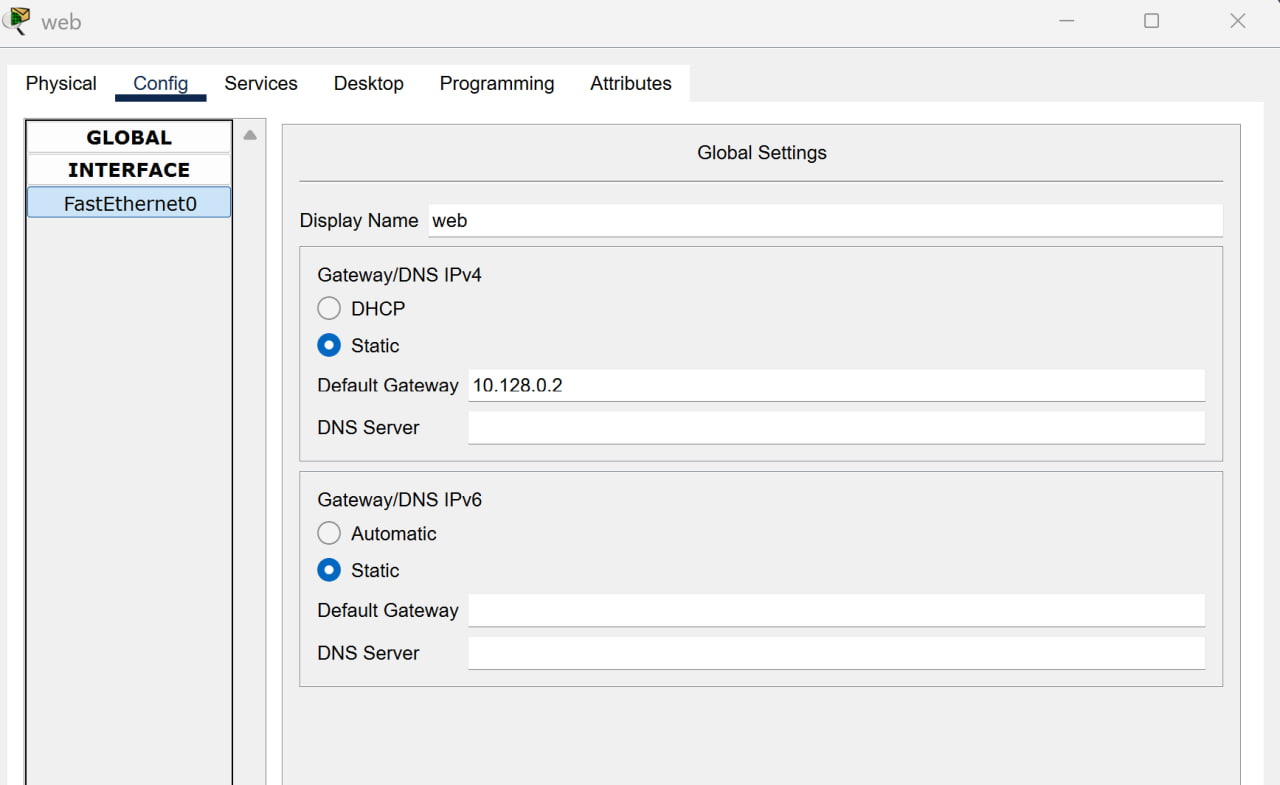 web
Physical Config Services Desktop Programming Attributes
GLOBAL
INTERFACE
FastEthernet0
Global Settings
Display Name web
Gateway/DNS IPv4
DHCP
Static
Default Gateway 10.128.0.2
DNS Server
Gateway/DNS IPv6
Automatic
Static
Default Gateway
DNS Server